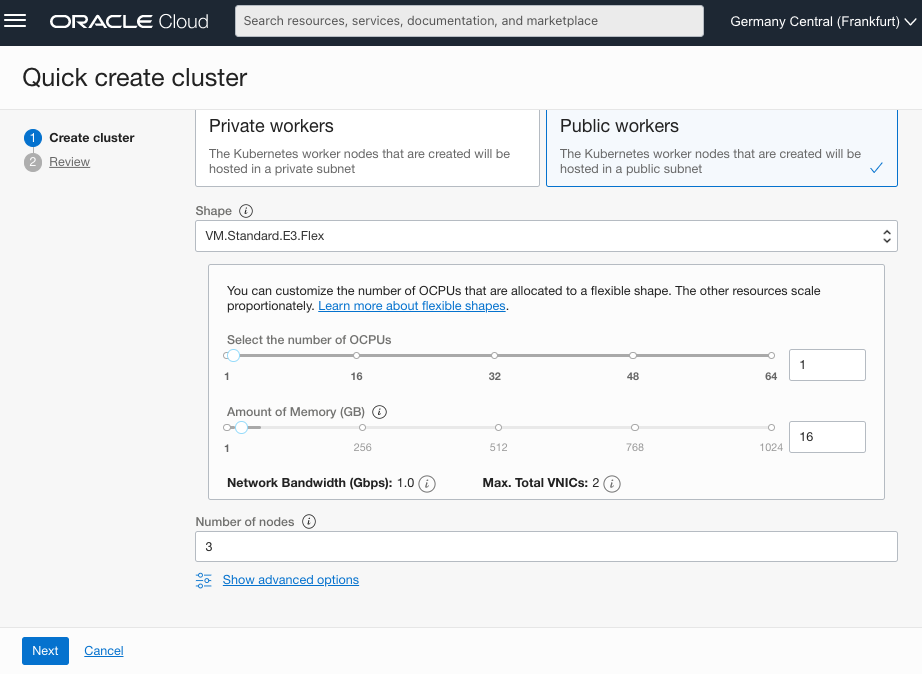 ORACLE Cloud
Search resources, services, documentation, and marketplace
Germany Central (Frankfurt)
Quick create cluster
1 Create cluster
2 Review
Private workers
The Kubernetes worker nodes that are created will be
hosted in a private subnet
Public workers
The Kubernetes worker nodes that are created will be
hosted in a public subnet
Shape i
VM.Standard.E3.Flex
You can customize the number of OCPUs that are allocated to a flexible shape. The other resources scale
proportionately. Learn more about flexible shapes.
Select the number of OCPUs
1 16 32 48 64
1
Amount of Memory (GB) i
1 256 512 768 1024
16
Network Bandwidth (Gbps): 1.0 i
Max. Total VNICs: 2 i
Number of nodes i
3
Show advanced options
Next Cancel